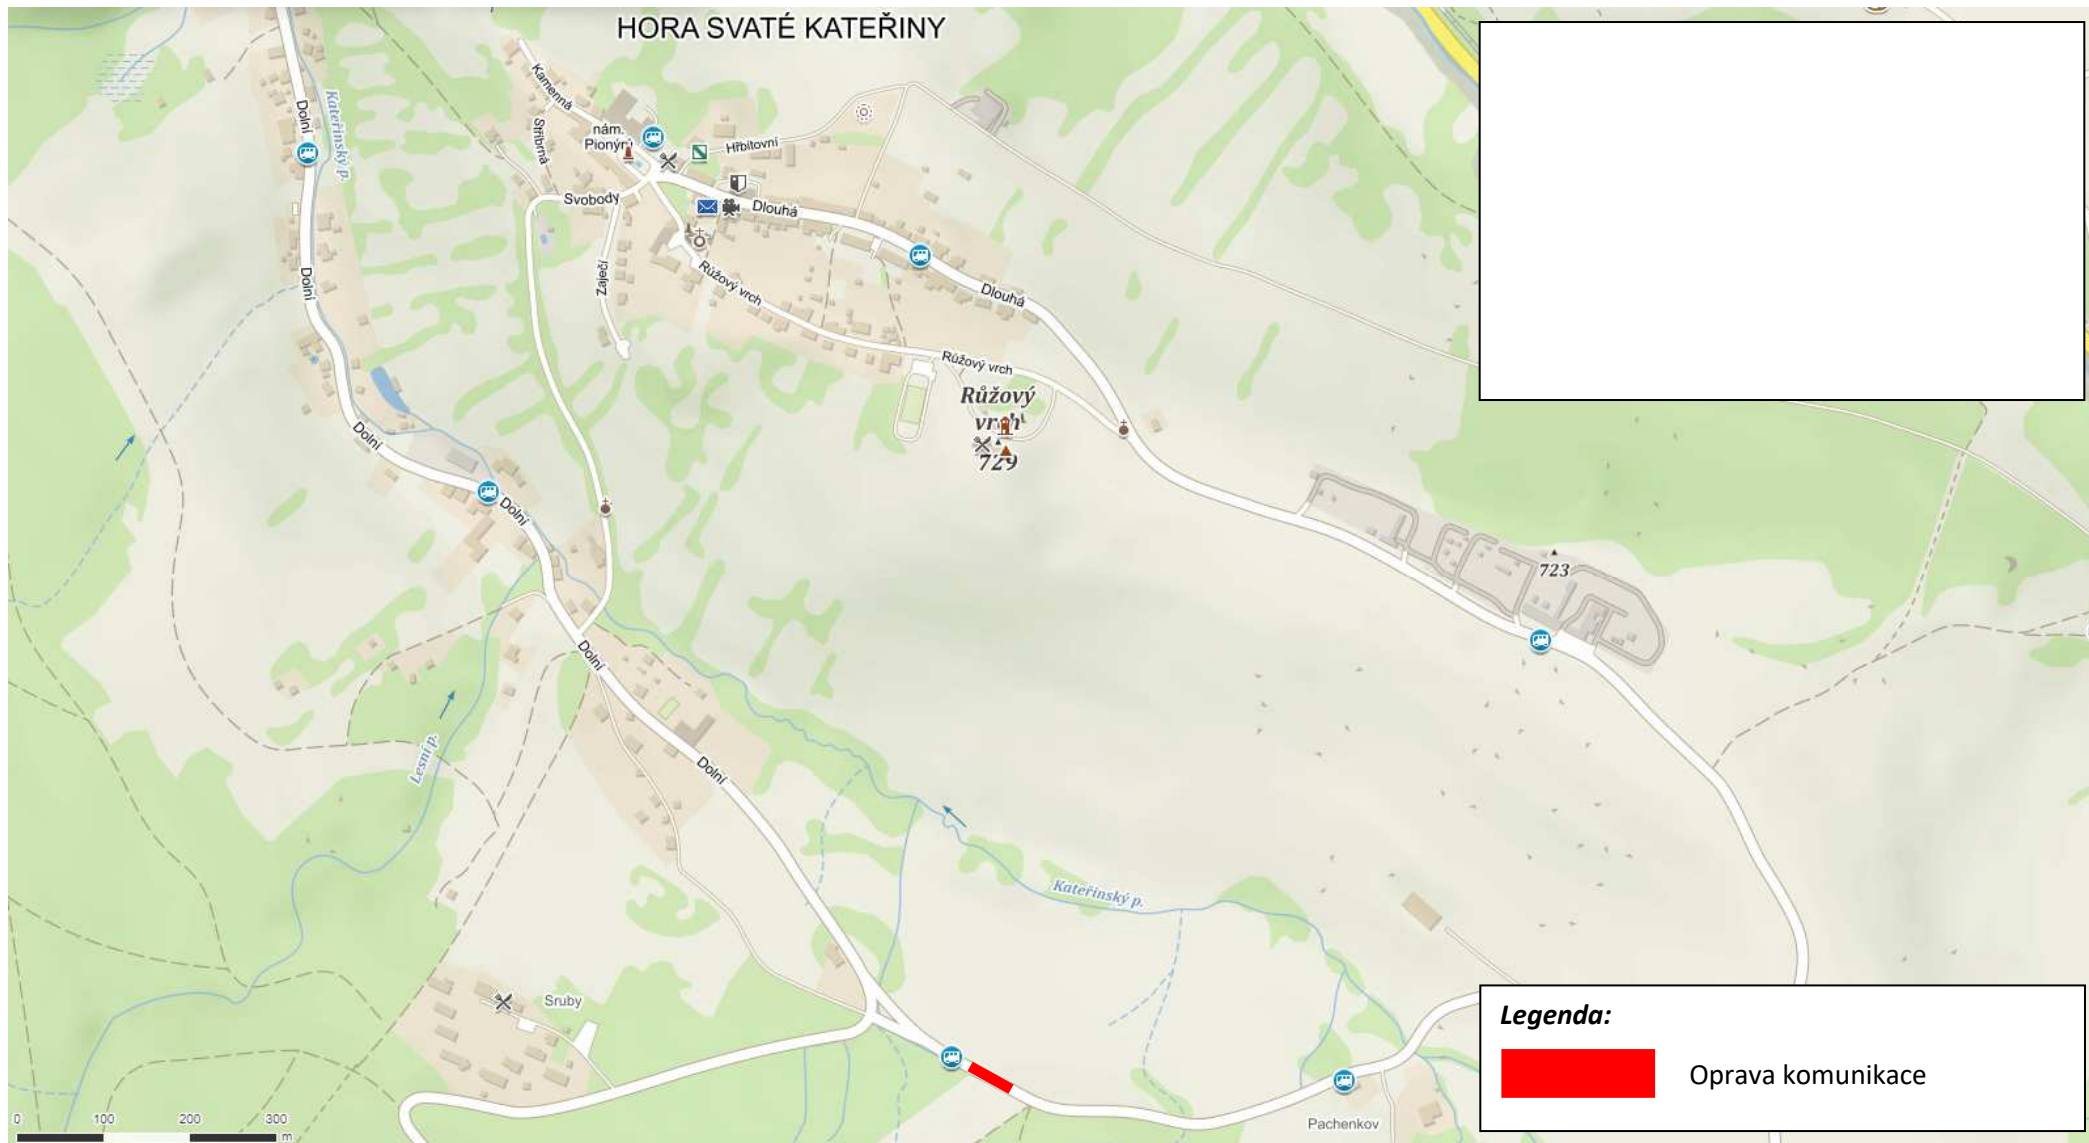 HORA SVATÉ KATEŘINY
Kamenná
Dolní
Kateřinský p.
Stříbrná
nám.
Pionýrů
Hřbitovní
Svobody
Dlouhá
Dolní
Zaječí
Růžový vrch
Dlouhá
Růžový vrch
Růžový
vrch
729
Dolní
Dolní
723
Dolní
Lesní p.
Dolní
Kateřinský p.
Sruby
Legenda:
Oprava komunikace
Pachenkov
0 100 200 300
m